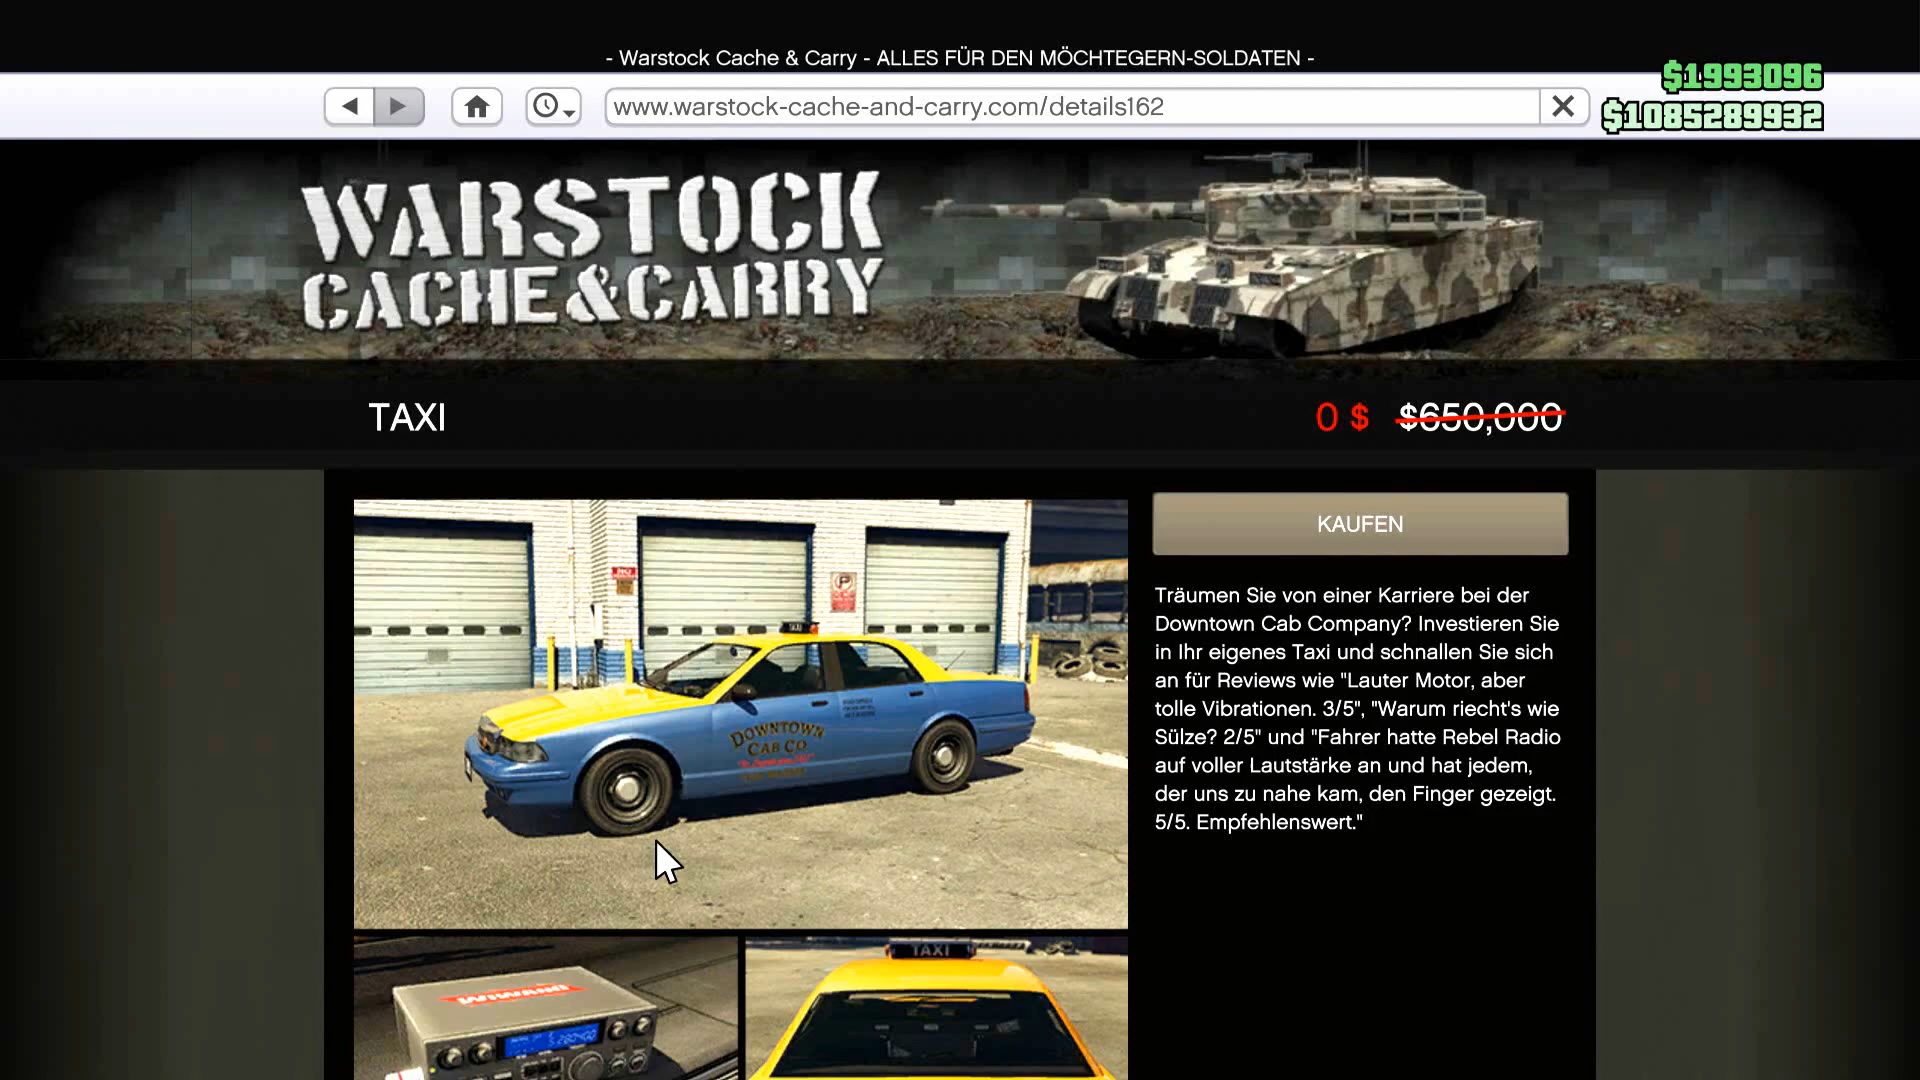 - Warstock Cache & Carry - ALLES FÜR DEN MÖCHTEGERN-SOLDATEN -
$1993096
www.warstock-cache-and-carry.com/details162
$1085289932
WARSTOCK
CACHE & CARRY
TAXI
0 $ $650,000
KAUFEN
Träumen Sie von einer Karriere bei der
Downtown Cab Company? Investieren Sie
in Ihr eigenes Taxi und schnallen Sie sich
an für Reviews wie "Lauter Motor, aber
tolle Vibrationen. 3/5", "Warum riecht's wie
Sülze? 2/5" und "Fahrer hatte Rebel Radio
auf voller Lautstärke an und hat jedem,
der uns zu nahe kam, den Finger gezeigt.
5/5. Empfehlenswert."
DOWNTOWN
CAB CO
TAXI